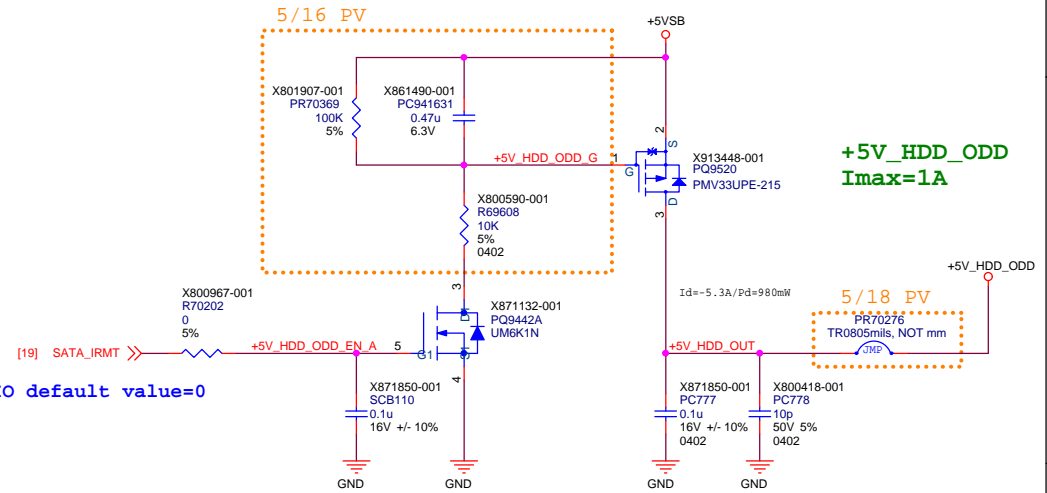 5/16 PV
+5VSB
X801907-001
PR70369
100K
5%
X861490-001
PC941631
0.47u
6.3V
+5V_HDD_ODD_G
1
2
S
G
D
3
X913448-001
PQ9520
PMV33UPE-215
+5V_HDD_ODD
Imax=1A
X800590-001
R69608
10K
5%
0402
X800967-001
R70202
0
5%
[19] SATA_IRMT
+5V_HDD_ODD_EN_A
5
G1
3
4
X871132-001
PQ9442A
UM6K1N
Id=-5.3A/Pd=980mW
5/18 PV
+5V_HDD_ODD
PR70276
TR0805mils, NOT mm
JMP
+5V_HDD_OUT
IO default value=0
X871850-001
SCB110
0.1u
16V +/- 10%
X871850-001
PC777
0.1u
16V +/- 10%
0402
X800418-001
PC778
10p
50V 5%
0402
GND
GND
GND
GND